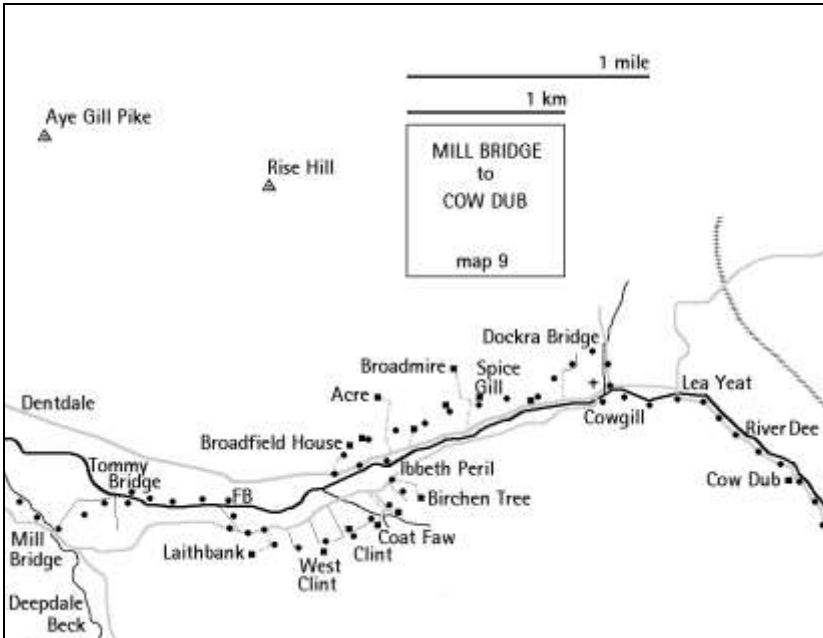 1 mile
1 km
Aye Gill Pike
Rise Hill
MILL BRIDGE
to
COW DUB
map 9
Dockra Bridge
Broadmire
Spice
Gill
Acre
Lea Yeat
Dentdale
Cowgill
River Dee
Broadfield House
Ibbeth Peril
Tommy
Bridge
FB
Cow Dub
Birchen Tree
Mill
Bridge
Laithbank
Coat Faw
West
Clint
Clint
Deepdale
Beck